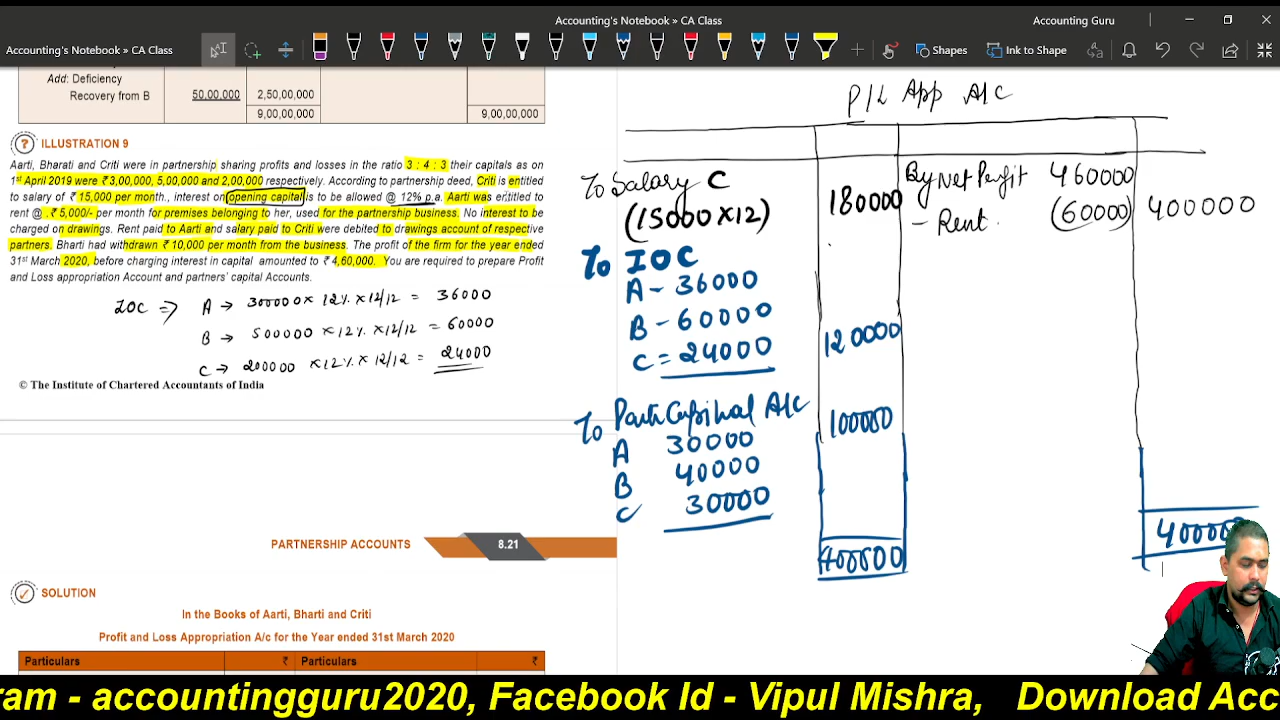 Accounting's Notebook » CA Class
Accounting Guru
Accounting's Notebook » CA Class
Shapes
Ink to Shape
Add: Deficiency
Recovery from B 50,00,000 2,50,00,000
9,00,00,000 9,00,00,000
ILLUSTRATION 9
Aarti, Bharati and Criti were in partnership sharing profits and losses in the ratio 3 : 4 : 3 their capitals as on
1st April 2019 were ₹ 3,00,000, 5,00,000 and 2,00,000 respectively. According to partnership deed, Criti is entitled
to salary of ₹ 15,000 per month., interest on opening capital is to be allowed @ 12% p.a. Aarti was entitled to
rent @ . ₹ 5,000/- per month for premises belonging to her, used for the partnership business. No interest to be
charged on drawings. Rent paid to Aarti and salary paid to Criti were debited to drawings account of respective
partners. Bharti had withdrawn ₹ 10,000 per month from the business. The profit of the firm for the year ended
31st March 2020, before charging interest in capital amounted to ₹ 4,60,000. You are required to prepare Profit
and Loss appropriation Account and partners' capital Accounts.
IOC ⇒ A → 300000 × 12% × 12/12 = 36000
B → 500000 × 12% × 12/12 = 60000
C → 200000 × 12% × 12/12 = 24000
© The Institute of Chartered Accountants of India
PARTNERSHIP ACCOUNTS 8.21
SOLUTION
In the Books of Aarti, Bharti and Criti
Profit and Loss Appropriation A/c for the Year ended 31st March 2020
Particulars ₹ Particulars ₹
P/L App A/C
To Salary C 180000
(15000×12)
To IOC
A - 36000
B - 60000
C = 24000 120000
To Part Capital A/C 100000
A 30000
B 40000
C 30000
400000
By Net Profit 460000
- Rent (60000) 400000
400000
ram - accountingguru2020, Facebook Id - Vipul Mishra, Download Acc